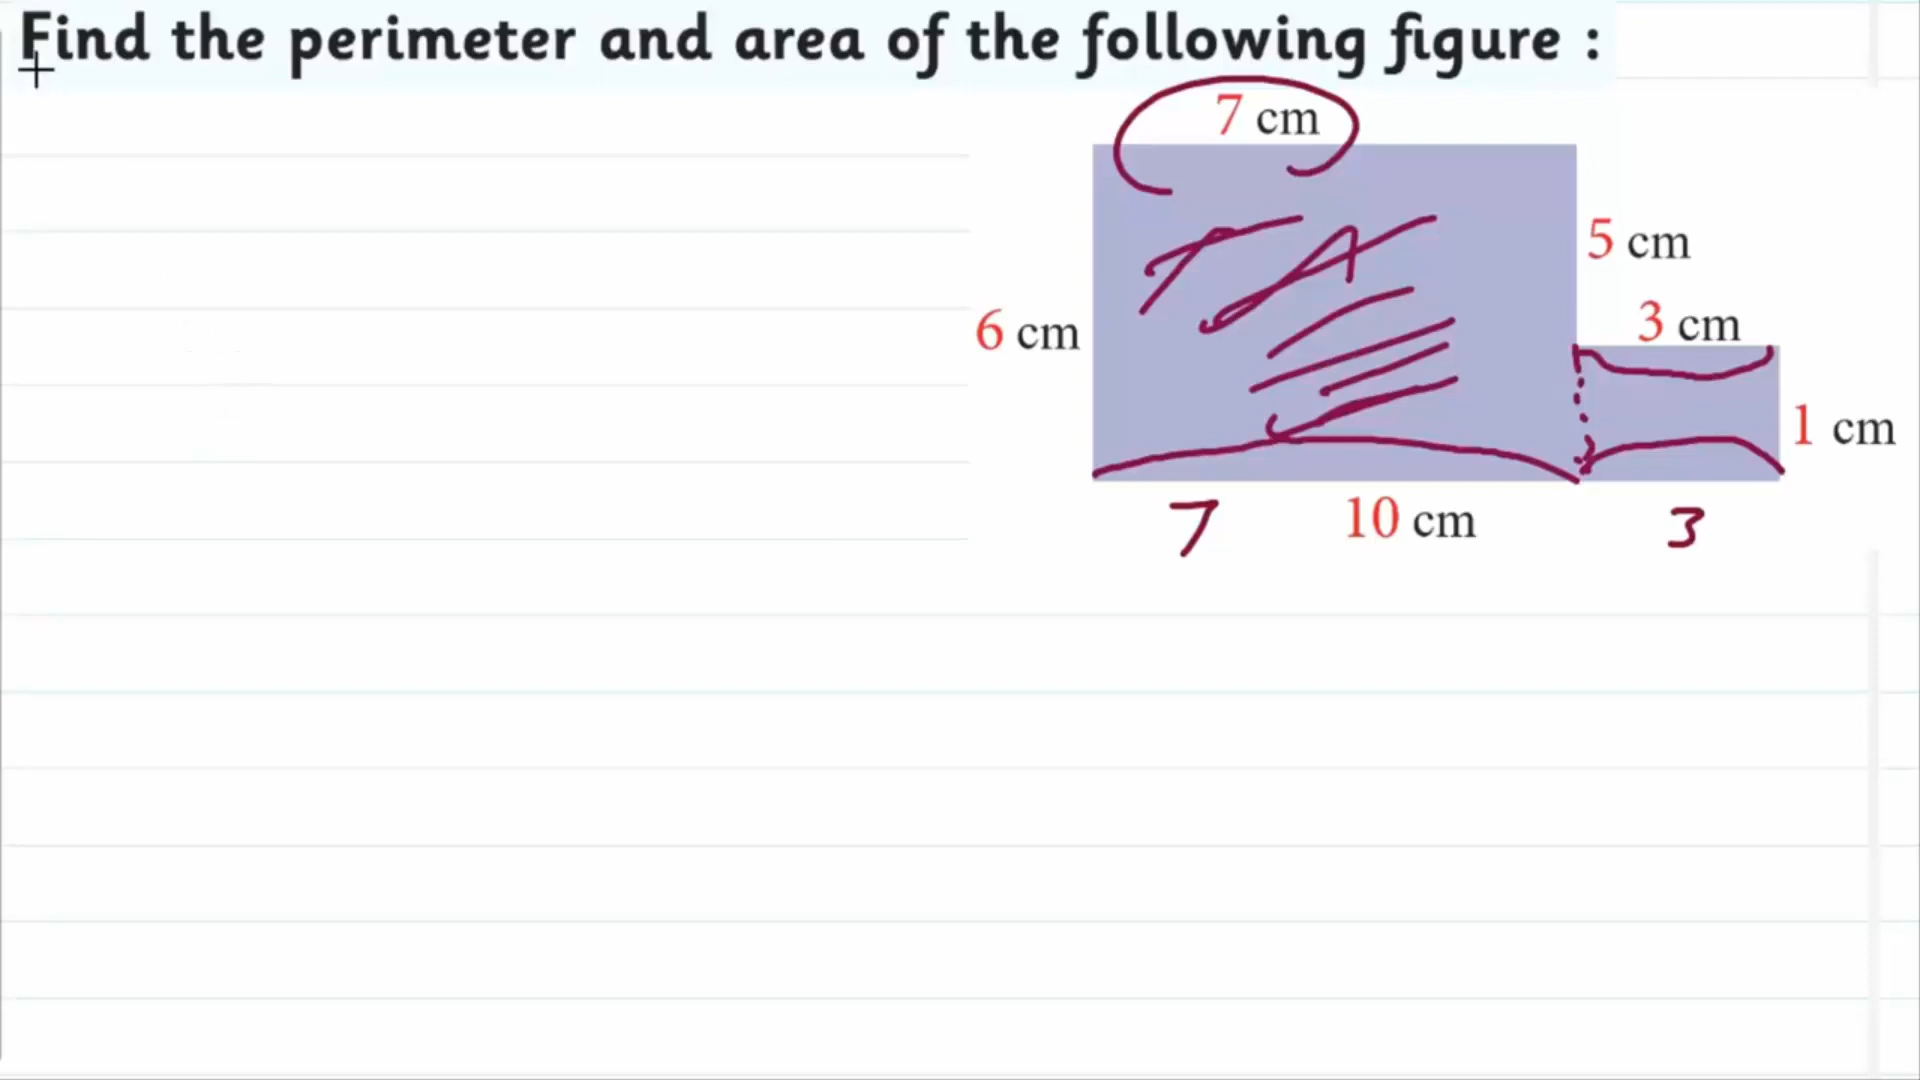 Find the perimeter and area of the following figure :
7 cm
5 cm
3 cm
6 cm
1 cm
7
10 cm
3